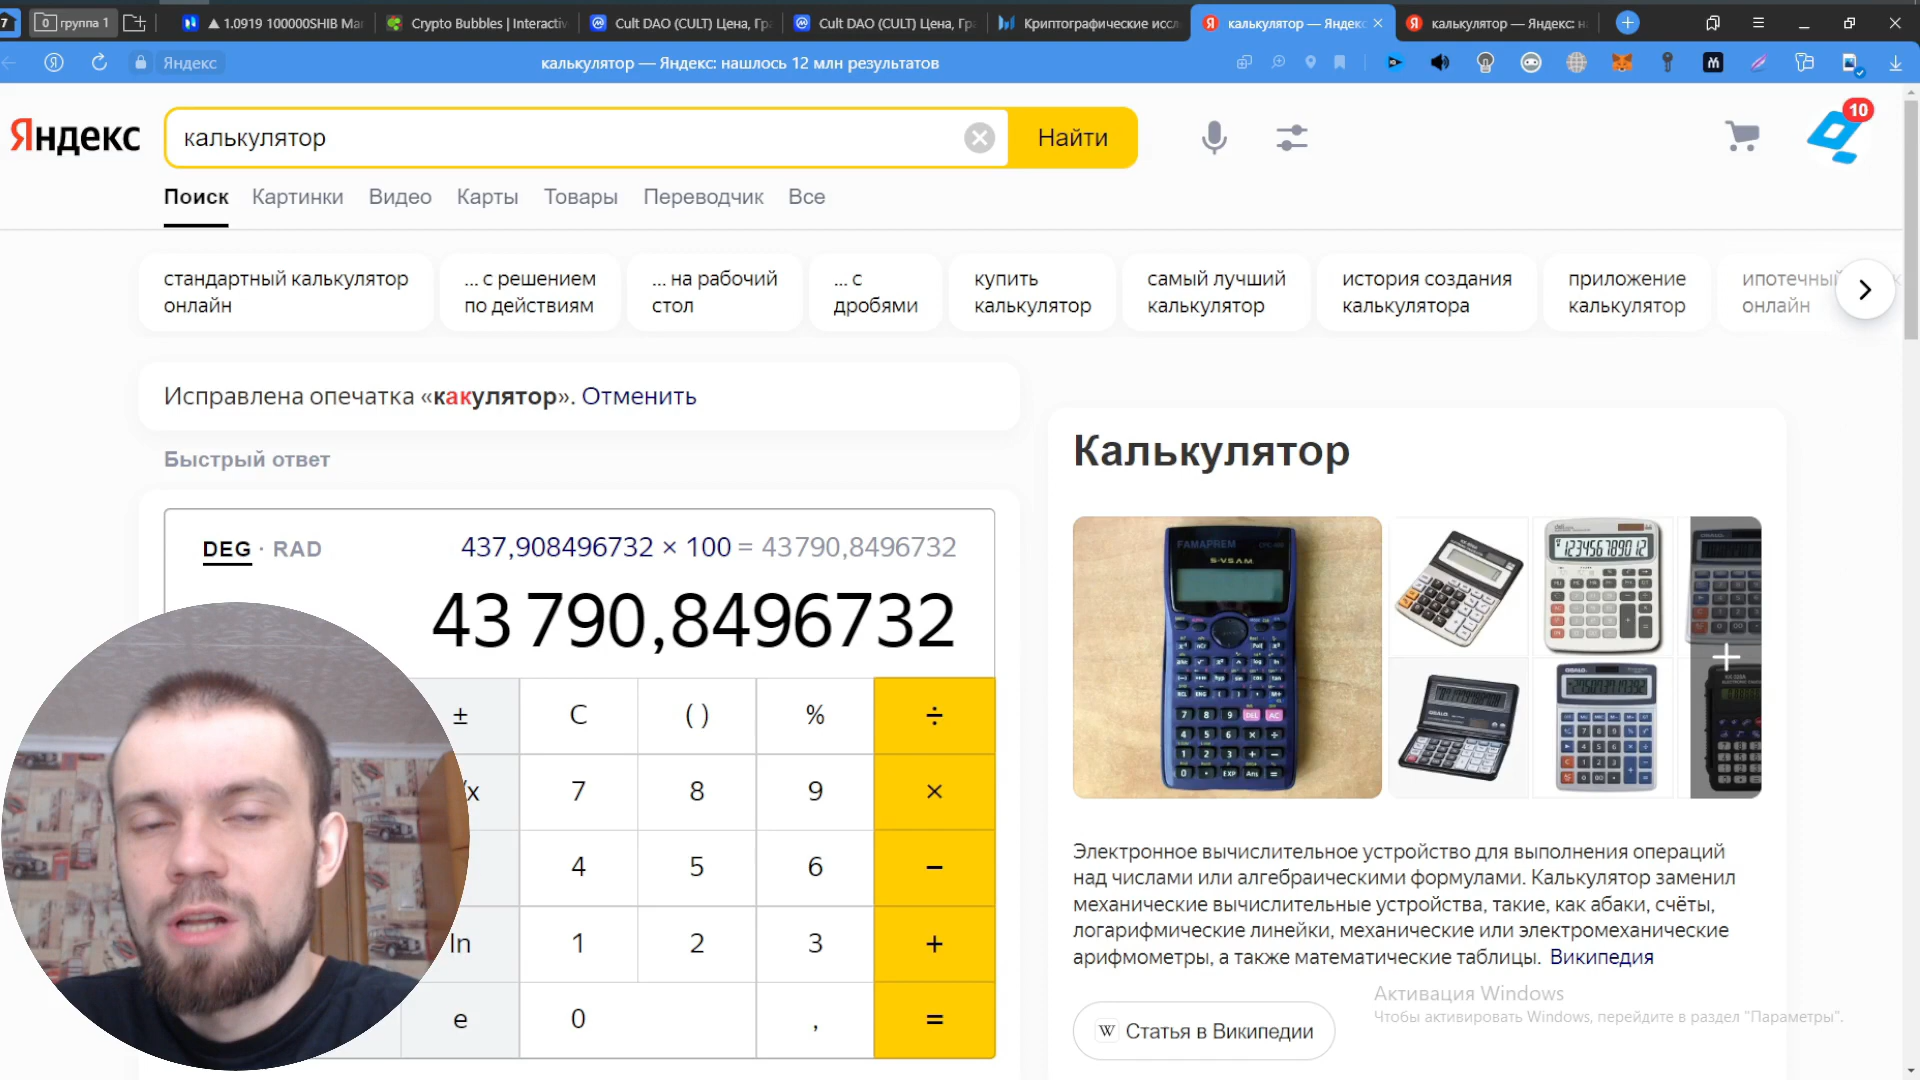 группа 1
▲ 1.0919 100000SHIB Ма
Crypto Bubbles | Interactiv
Cult DAO (CULT) Цена, Гра
Cult DAO (CULT) Цена, Гра
Криптографические иссл
калькулятор — Яндекс
калькулятор — Яндекс: н
Яндекс
калькулятор — Яндекс: нашлось 12 млн результатов
Яндекс
калькулятор
Найти
10
Поиск
Картинки
Видео
Карты
Товары
Переводчик
Все
стандартный калькулятор
онлайн
... с решением
по действиям
... на рабочий
стол
... с
дробями
купить
калькулятор
самый лучший
калькулятор
история создания
калькулятора
приложение
калькулятор
ипотечный
онлайн
Исправлена опечатка «какулятор». Отменить
Быстрый ответ
DEG · RAD
437,908496732 × 100 = 43790,8496732
43 790,8496732
± C ( ) % ÷
7 8 9 ×
4 5 6 −
ln 1 2 3 +
e 0 , =
Калькулятор
Электронное вычислительное устройство для выполнения операций
над числами или алгебраическими формулами. Калькулятор заменил
механические вычислительные устройства, такие, как абаки, счёты,
логарифмические линейки, механические или электромеханические
арифмометры, а также математические таблицы. Википедия
W Статья в Википедии
Активация Windows
Чтобы активировать Windows, перейдите в раздел "Параметры".